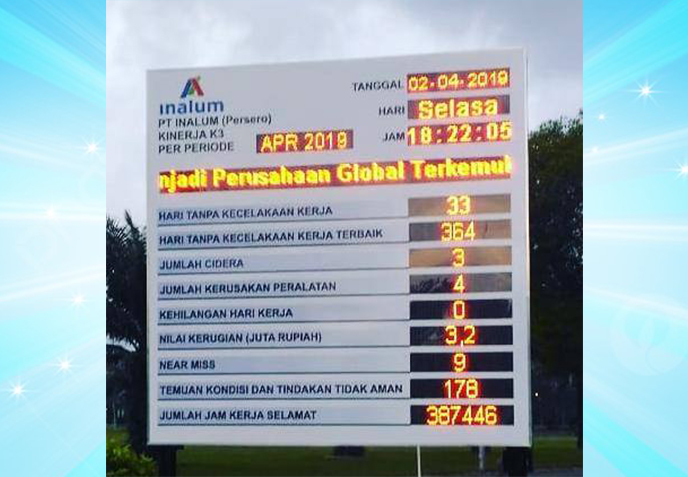 TANGGAL 02-04-2019
HARI Selasa
JAM 18:22:05
inalum
PT INALUM (Persero)
KINERJA K3
PER PERIODE APR 2019
njadi Perusahaan Global Terkemuk
HARI TANPA KECELAKAAN KERJA 33
HARI TANPA KECELAKAAN KERJA TERBAIK 364
JUMLAH CIDERA 3
JUMLAH KERUSAKAN PERALATAN 4
KEHILANGAN HARI KERJA 0
NILAI KERUGIAN (JUTA RUPIAH) 3,2
NEAR MISS 9
TEMUAN KONDISI DAN TINDAKAN TIDAK AMAN 178
JUMLAH JAM KERJA SELAMAT 387446